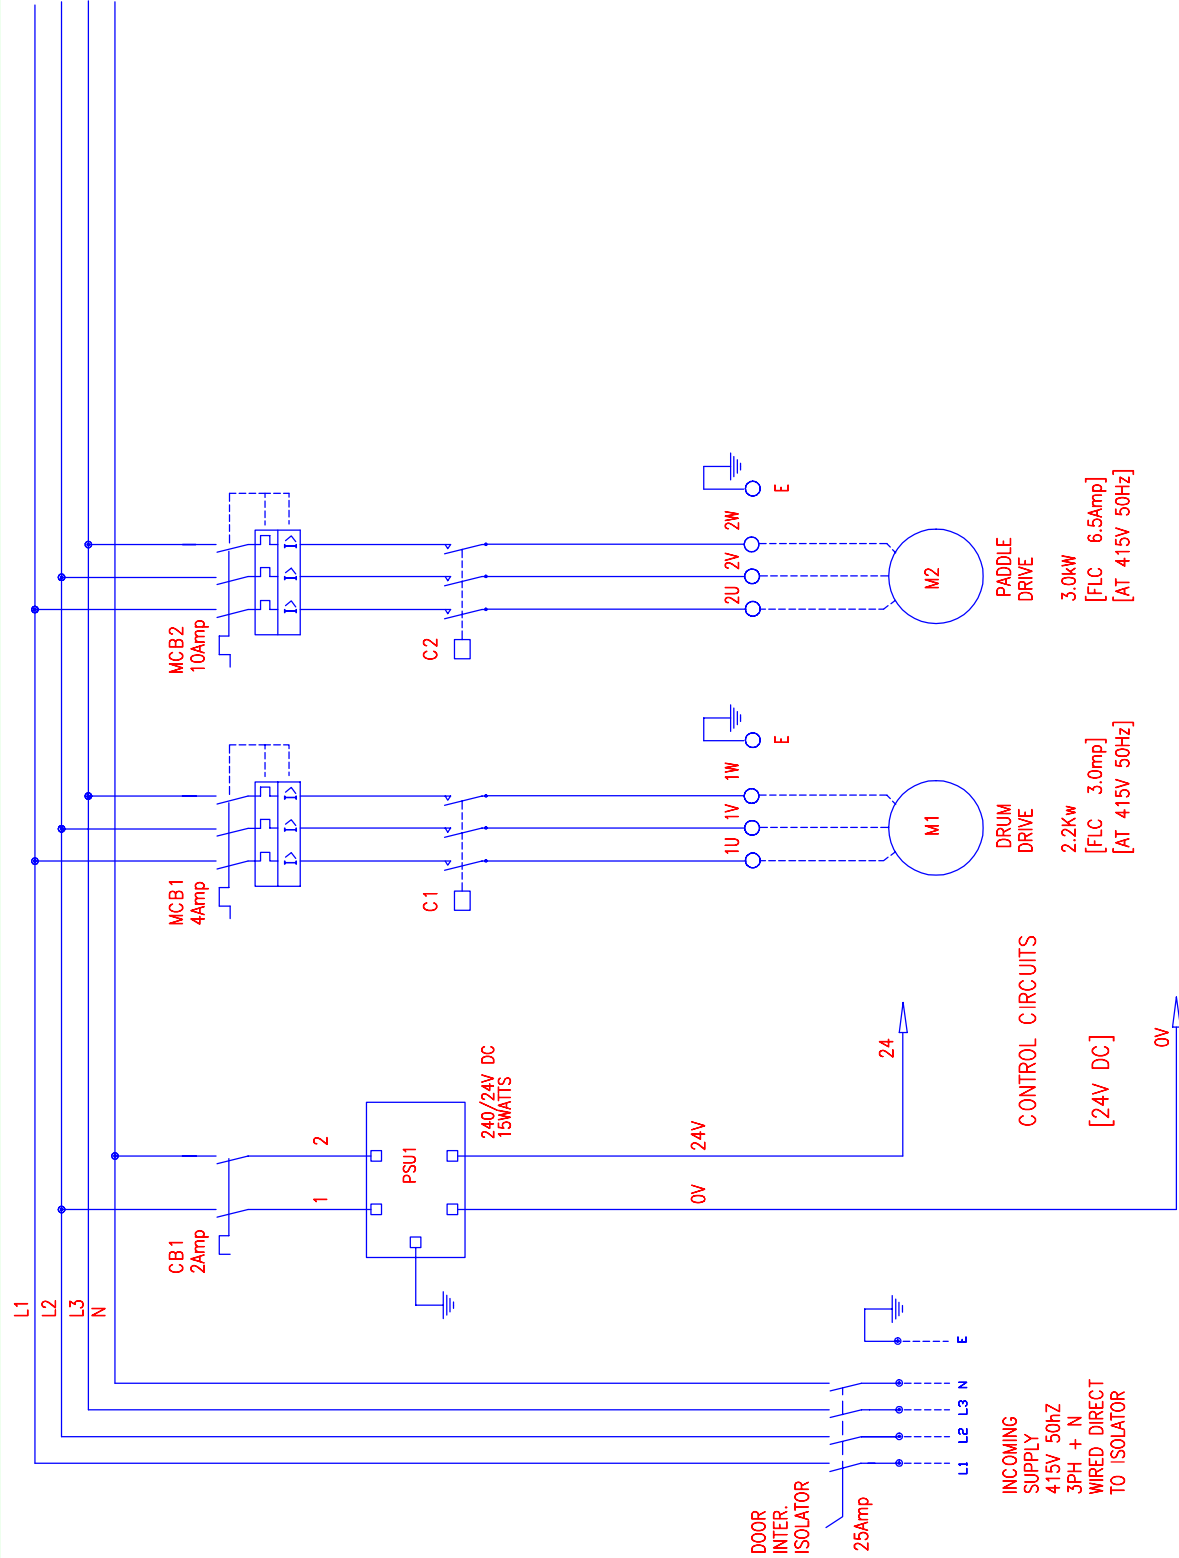 L1
L2
L3
N
CB1
2Amp
1
2
PSU1
240/24V DC
15WATTS
0V
24V
24
0V
CONTROL CIRCUITS
[24V DC]
DOOR
INTER.
ISOLATOR
25Amp
L1
L2
L3
N
E
INCOMING
SUPPLY
415V 50hZ
3PH + N
WIRED DIRECT
TO ISOLATOR
MCB1
4Amp
C1
1U
1V
1W
E
M1
DRUM
DRIVE
2.2Kw
[FLC 3.0mp]
[AT 415V 50Hz]
MCB2
10Amp
C2
2U
2V
2W
E
M2
PADDLE
DRIVE
3.0kW
[FLC 6.5Amp]
[AT 415V 50Hz]